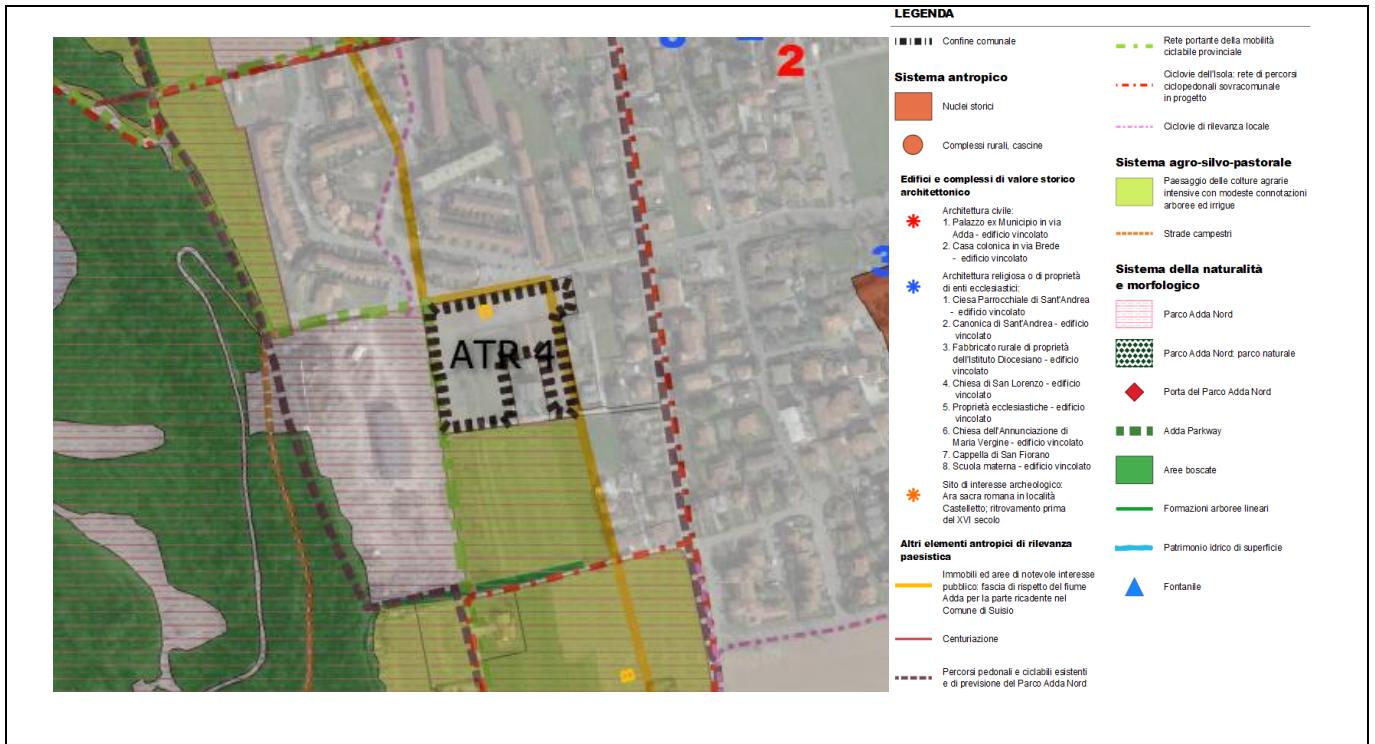 2
3
ATR 4
LEGENDA
Confine comunale
Sistema antropico
Nuclei storici
Complessi rurali, cascine
Edifici e complessi di valore storico
architettonico
Architettura civile:
1. Palazzo ex Municipio in via
Adda - edificio vincolato
2. Casa colonica in via Brede
- edificio vincolato
Architettura religiosa o di proprietà
di enti ecclesiastici:
1. Ciesa Parrocchiale di Sant'Andrea
- edificio vincolato
2. Canonica di Sant'Andrea - edificio
vincolato
3. Fabbricato rurale di proprietà
dell'Istituto Diocesiano - edificio
vincolato
4. Chiesa di San Lorenzo - edificio
vincolato
5. Proprietà ecclesiastiche - edificio
vincolato
6. Chiesa dell'Annunciazione di
Maria Vergine - edificio vincolato
7. Cappella di San Fiorano
8. Scuola materna - edificio vincolato
Sito di interesse archeologico:
Ara sacra romana in località
Castelletto; ritrovamento prima
del XVI secolo
Altri elementi antropici di rilevanza
paesistica
Immobili ed aree di notevole interesse
pubblico: fascia di rispetto del fiume
Adda per la parte ricadente nel
Comune di Suisio
Centuriazione
Percorsi pedonali e ciclabili esistenti
e di previsione del Parco Adda Nord
Rete portante della mobilità
ciclabile provinciale
Ciclovie dell'Isola: rete di percorsi
ciclopedonali sovracomunale
in progetto
Ciclovie di rilevanza locale
Sistema agro-silvo-pastorale
Paesaggio delle colture agrarie
intensive con modeste connotazioni
arboree ed irrigue
Strade campestri
Sistema della naturalità
e morfologico
Parco Adda Nord
Parco Adda Nord: parco naturale
Porta del Parco Adda Nord
Adda Parkway
Aree boscate
Formazioni arboree lineari
Patrimonio idrico di superficie
Fontanile